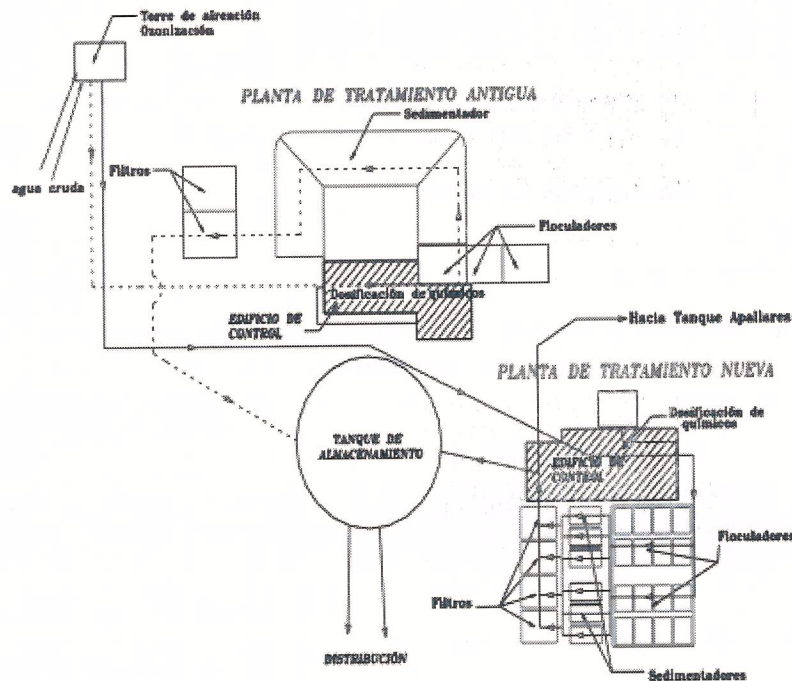 Torre de aireación
Ozonización
PLANTA DE TRATAMIENTO ANTIGUA
Sedimentador
agua cruda
Filtros
Floculadores
Dosificación de químicos
EDIFICIO DE
CONTROL
Hacia Tanque Apallares
PLANTA DE TRATAMIENTO NUEVA
Dosificación de
químicos
EDIFICIO DE
CONTROL
TANQUE DE
ALMACENAMIENTO
Floculadores
Filtros
Sedimentadores
DISTRIBUCIÓN